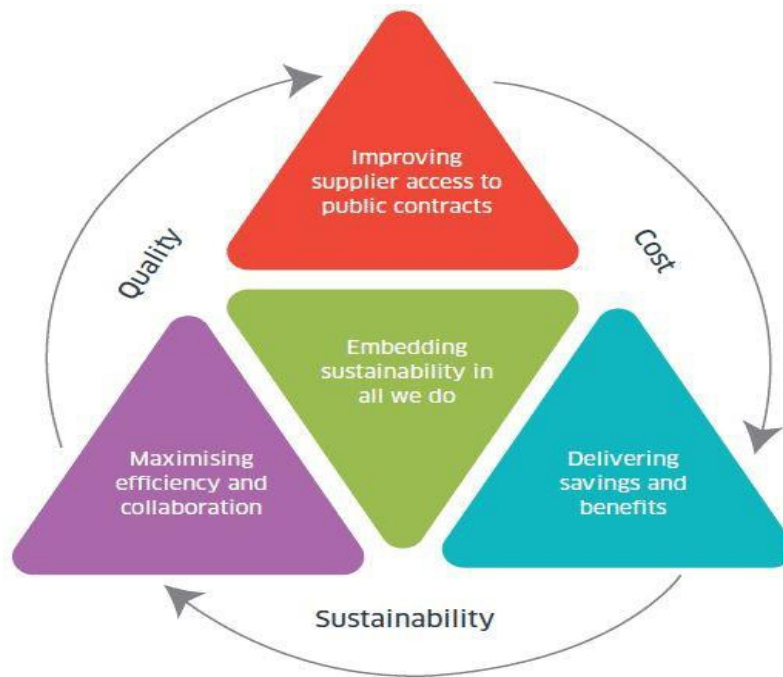 Improving
supplier access to
public contracts
Quality
Cost
Embedding
sustainability in
all we do
Maximising
efficiency and
collaboration
Delivering
savings and
benefits
Sustainability